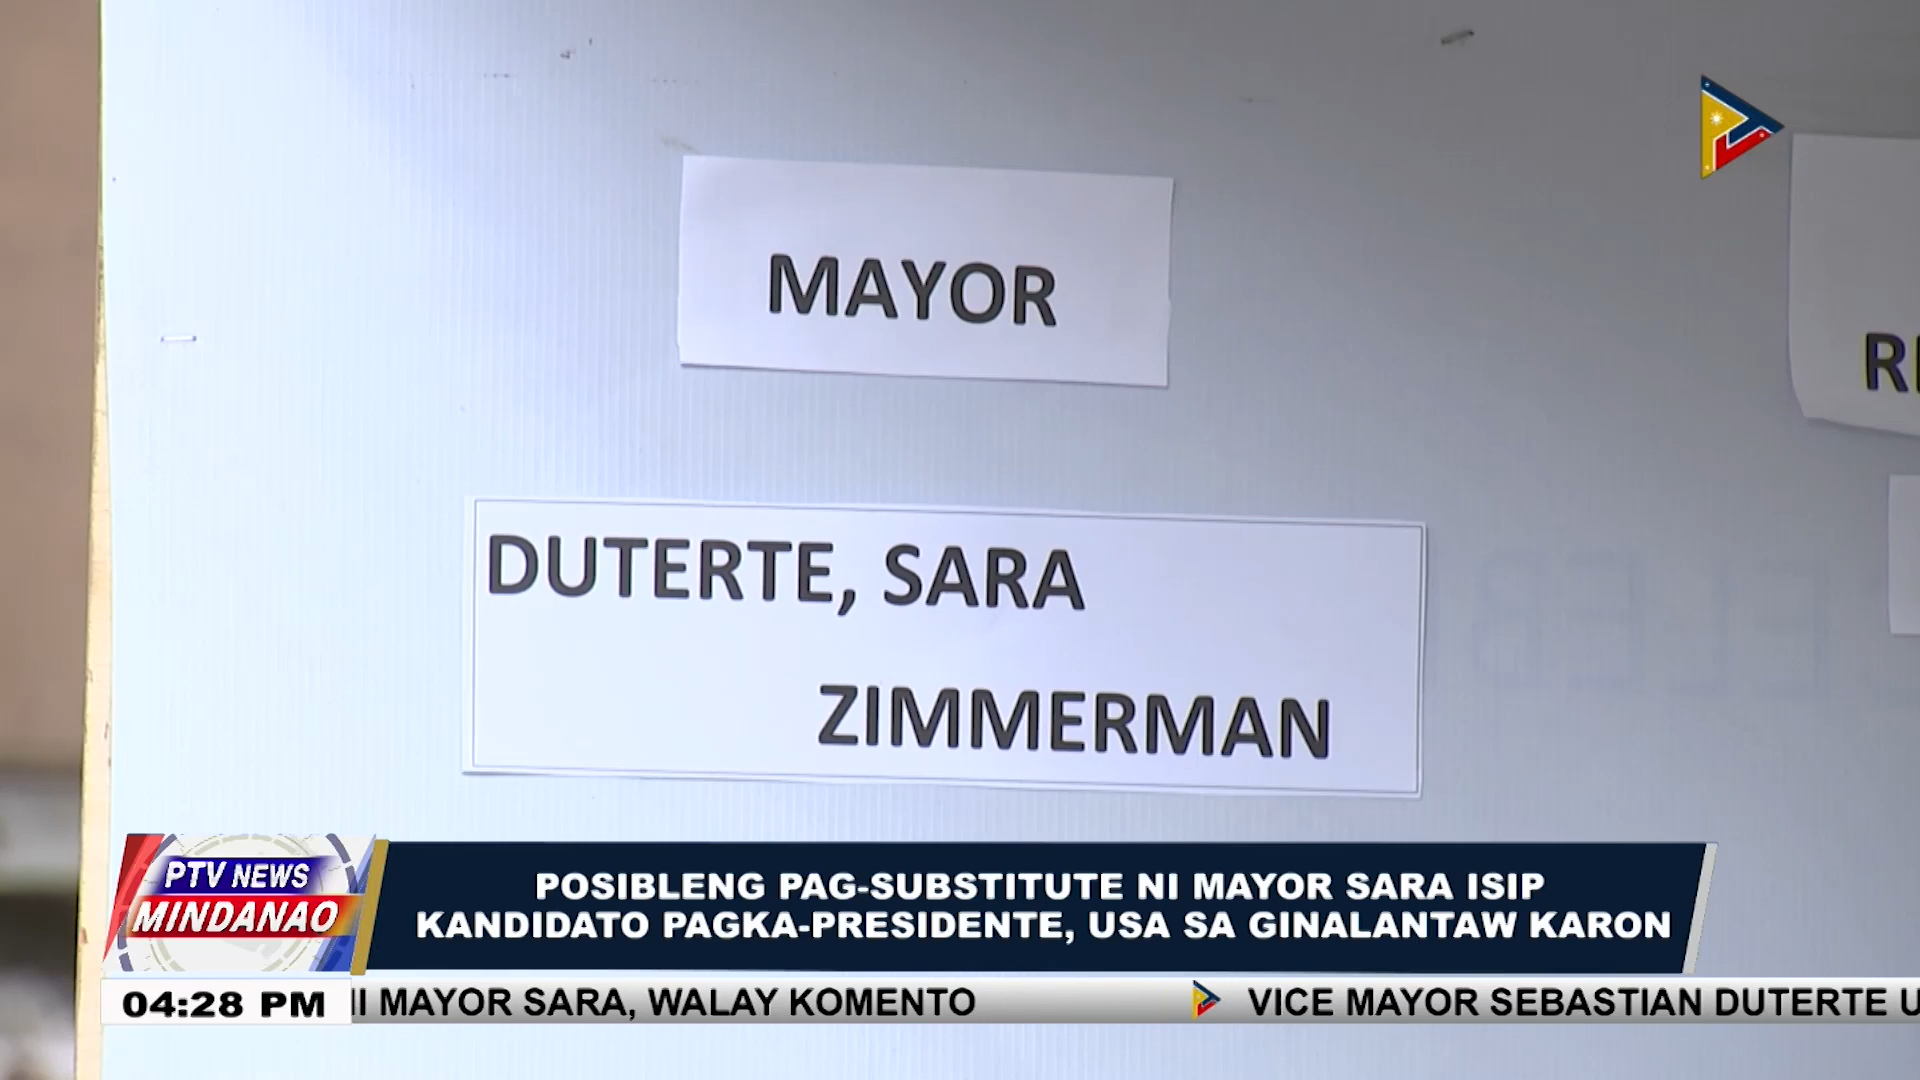 MAYOR
DUTERTE, SARA
ZIMMERMAN
PTV NEWS
MINDANAO
POSIBLENG PAG-SUBSTITUTE NI MAYOR SARA ISIP
KANDIDATO PAGKA-PRESIDENTE, USA SA GINALANTAW KARON
04:28 PM
NI MAYOR SARA, WALAY KOMENTO
VICE MAYOR SEBASTIAN DUTERTE U